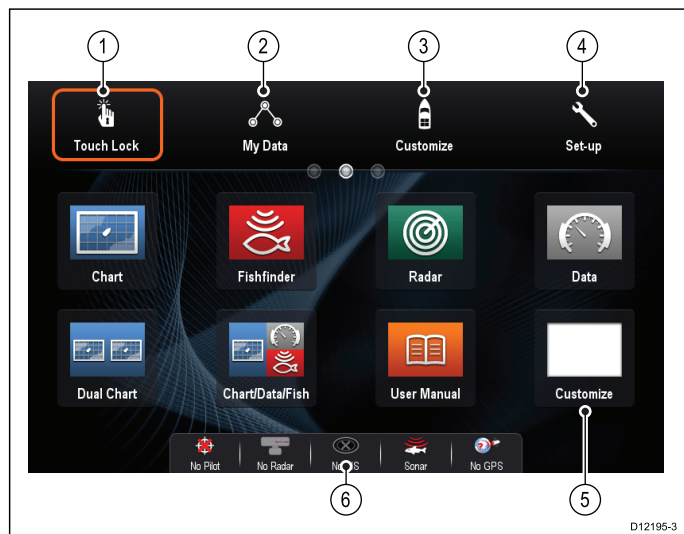 1 2 3 4
Touch Lock My Data Customize Set-up
Chart Fishfinder Radar Data
Dual Chart Chart/Data/Fish User Manual Customize
No Pilot No Radar Sonar No GPS
6 5
D12195-3